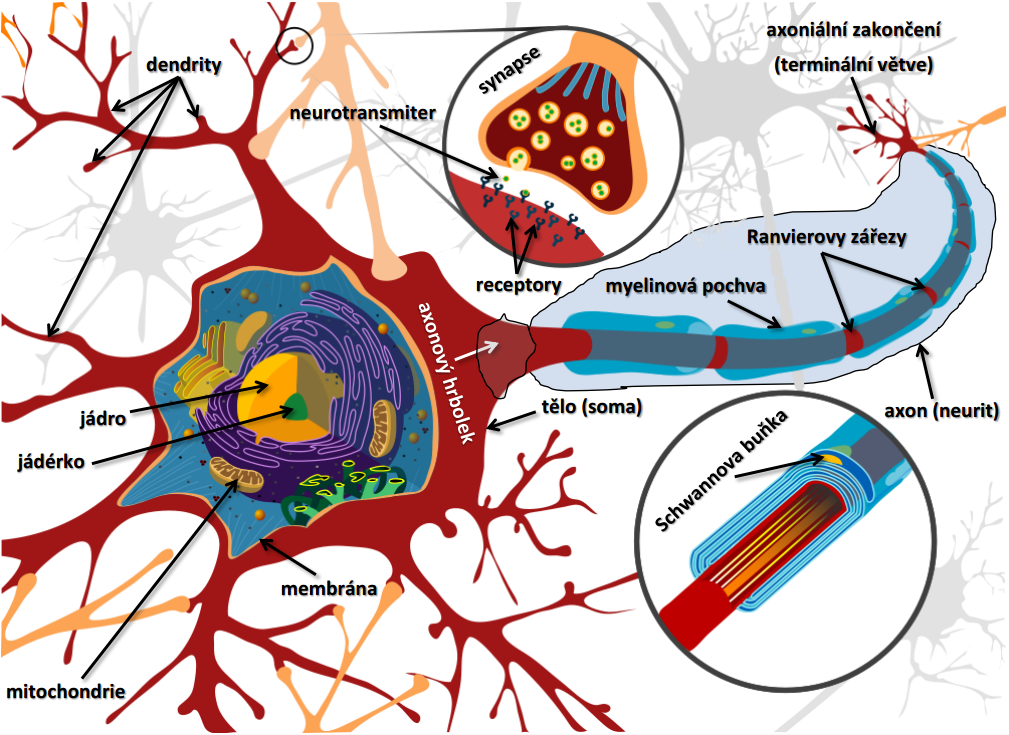 axoniální zakončení
(terminální větve)
dendrity
synapse
neurotransmiter
receptory
Ranvierovy zářezy
myelinová pochva
axonový hrbolek
tělo (soma)
axon (neurit)
jádro
jádérko
Schwannova buňka
membrána
mitochondrie